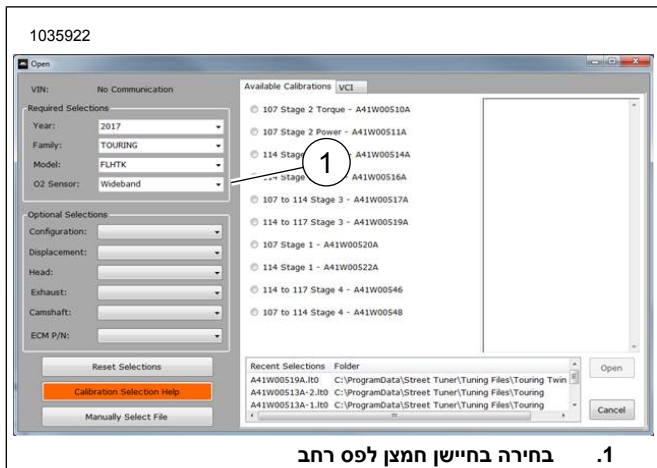 1035922
Open
VIN: No Communication
Required Selections
Year: 2017
Family: TOURING
Model: FLHTK
O2 Sensor: Wideband
Optional Selections
Configuration:
Displacement:
Head:
Exhaust:
Camshaft:
ECM P/N:
Reset Selections
Calibration Selection Help
Manually Select File
Available Calibrations VCI
107 Stage 2 Torque - A41W00510A
107 Stage 2 Power - A41W00511A
114 Stage - A41W00514A
114 Stage A41W00516A
107 to 114 Stage 3 - A41W00517A
114 to 117 Stage 3 - A41W00519A
107 Stage 1 - A41W00520A
114 Stage 1 - A41W00522A
114 to 117 Stage 4 - A41W00546
107 to 114 Stage 4 - A41W00548
1
Recent Selections Folder
A41W00519A.lt0 C:\ProgramData\Street Tuner\Tuning Files\Touring Twin
A41W00513A-2.lt0 C:\ProgramData\Street Tuner\Tuning Files\Touring
A41W00513A-1.lt0 C:\ProgramData\Street Tuner\Tuning Files\Touring
Open
Cancel
1. בחירה בחיישן חמצן לפס רחב